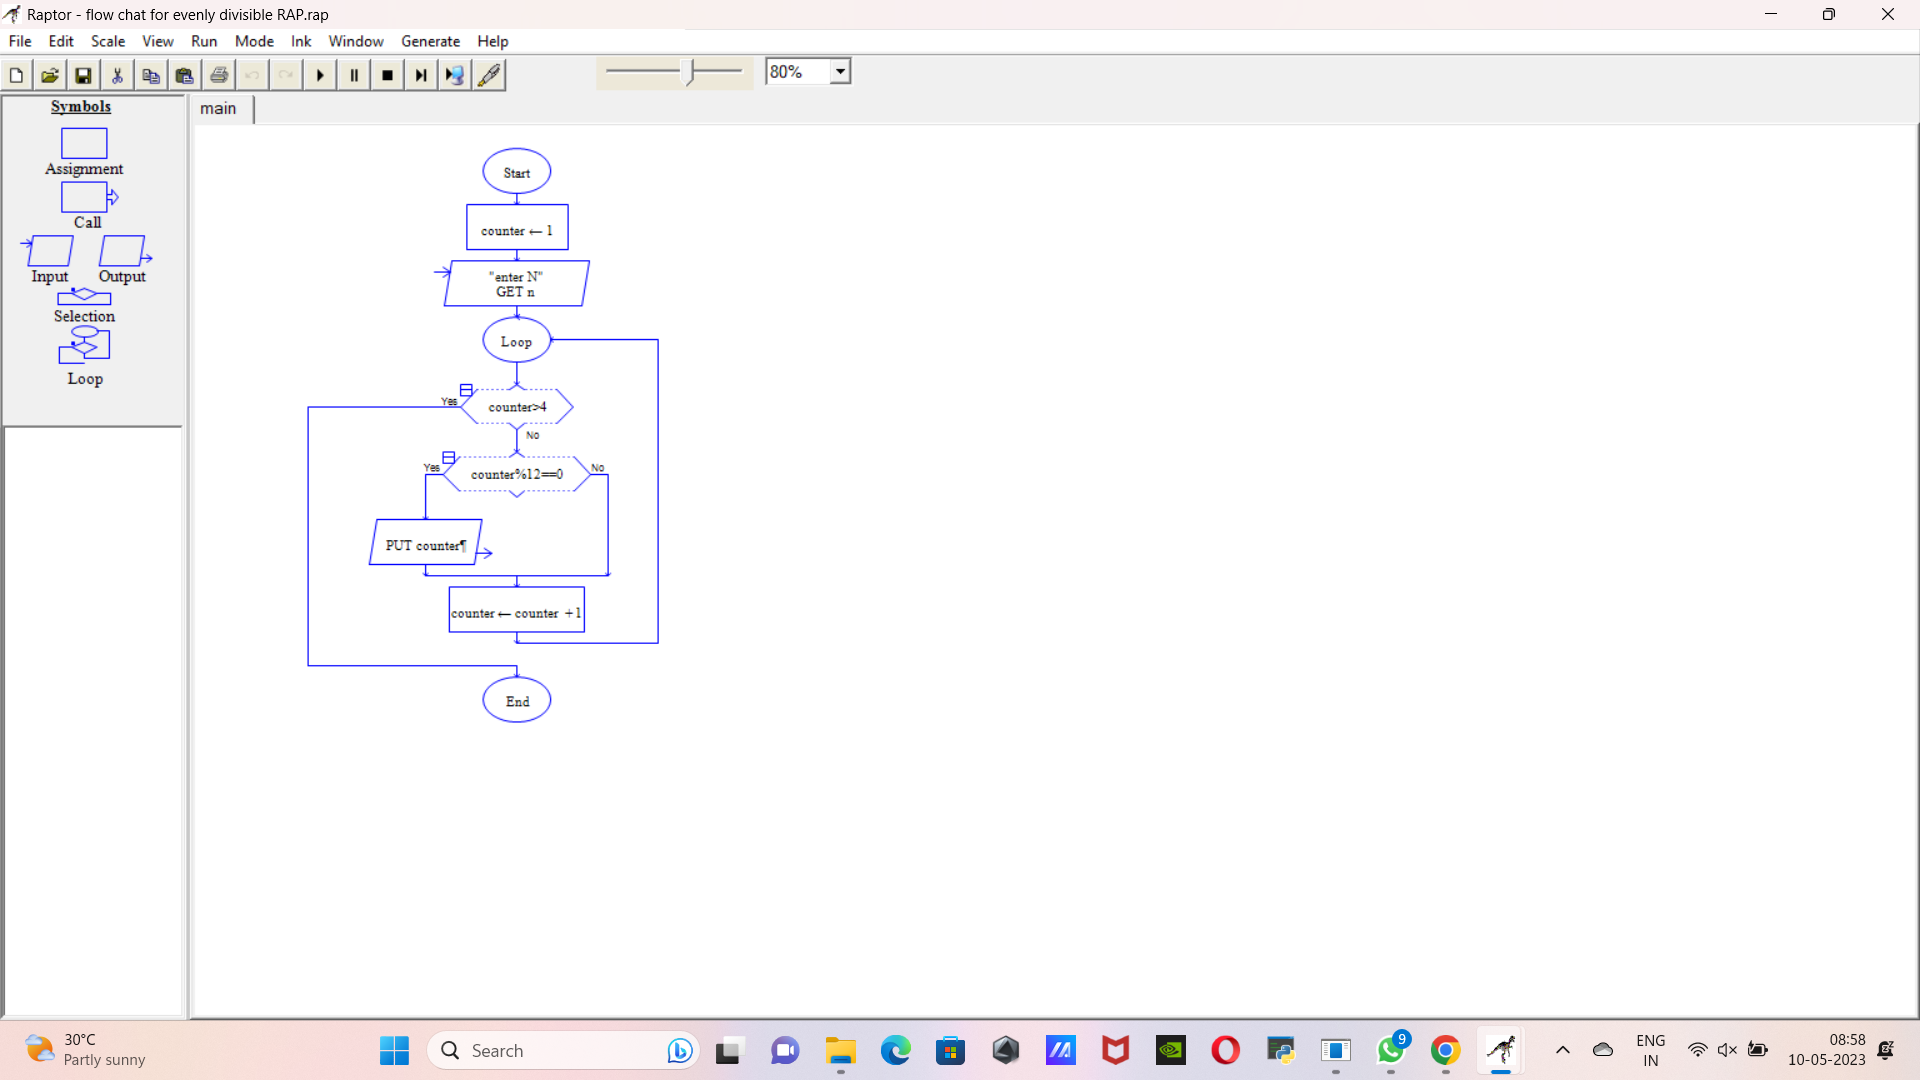 Raptor - flow chat for evenly divisible RAP.rap
File Edit Scale View Run Mode Ink Window Generate Help
80%
Symbols
Assignment
Call
Input Output
Selection
Loop
main
Start
counter ← 1
"enter N"
GET n
Loop
Yes
counter>4
No
Yes
counter%12==0
No
PUT counter¶
counter ← counter +1
End
30°C
Partly sunny
Search
9
ENG
IN
08:58
10-05-2023